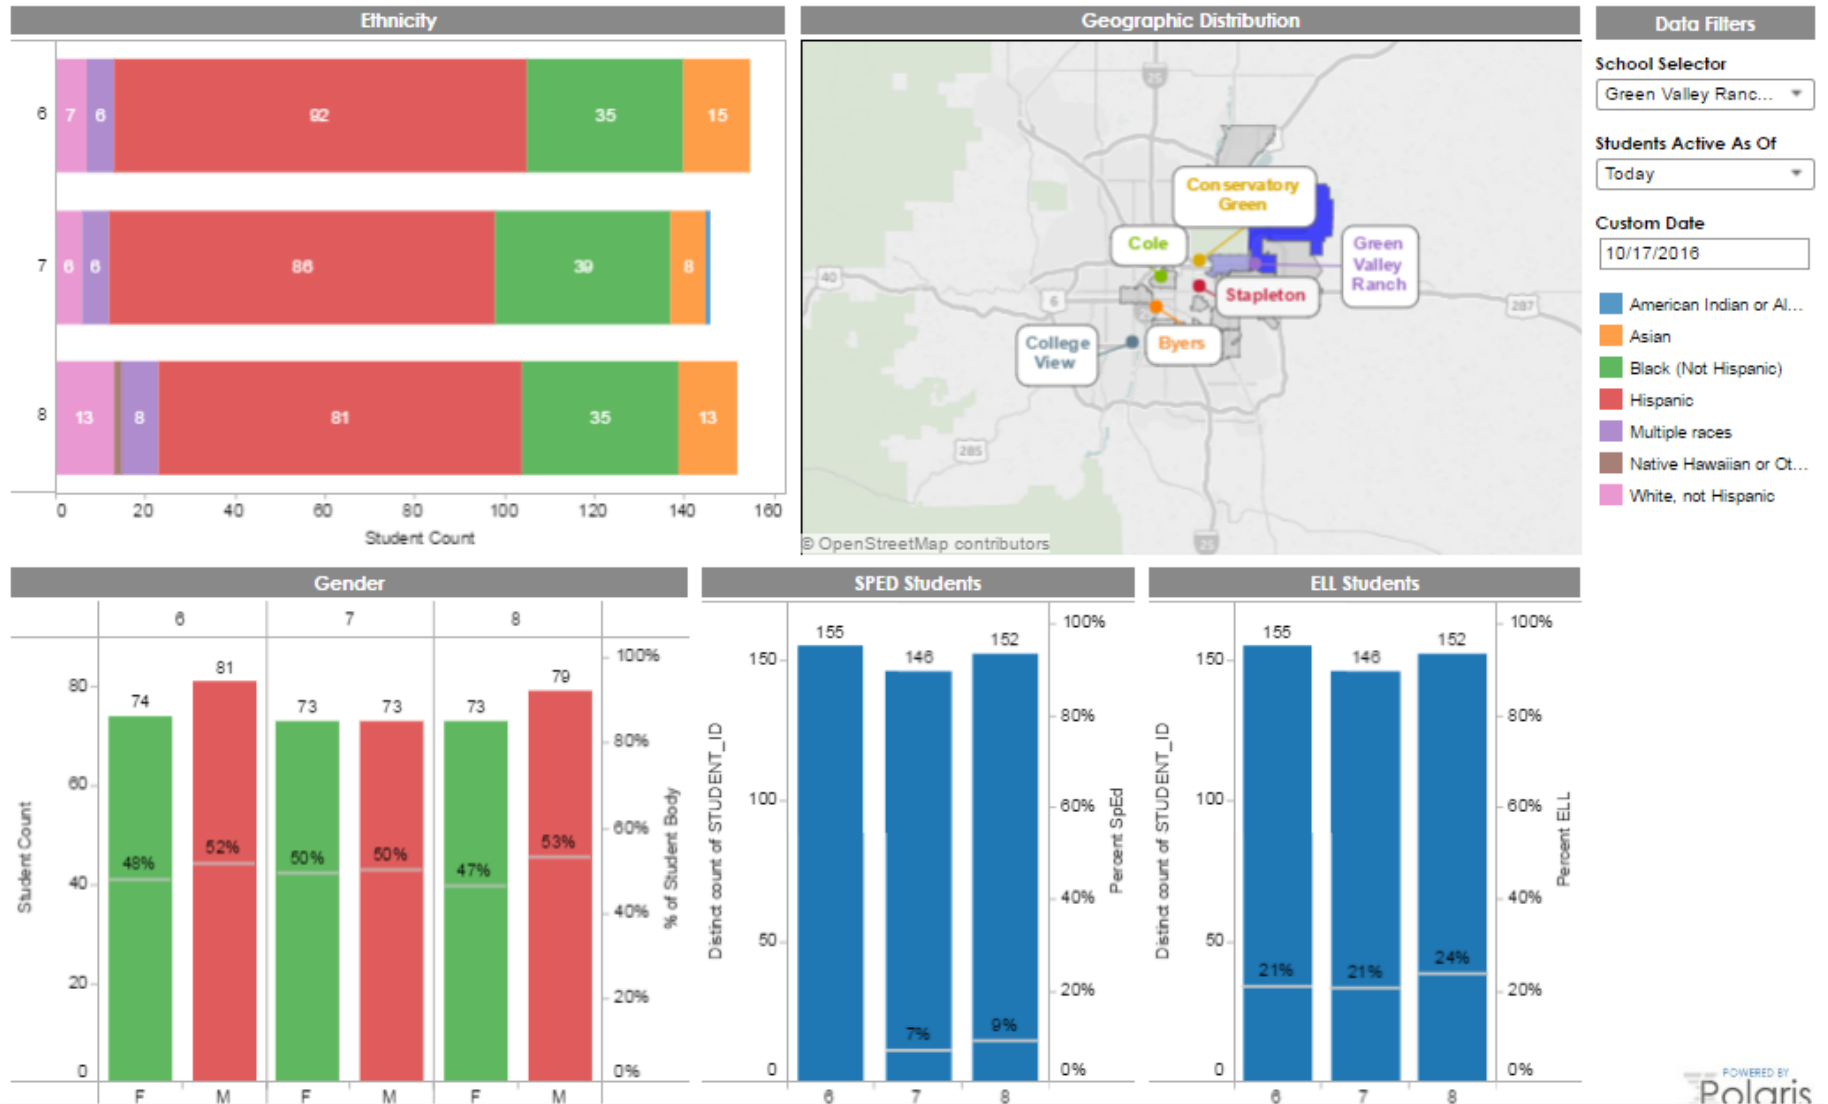 Ethnicity
6
7
6
92
35
15
7
6
6
86
39
8
8
13
8
81
35
13
0
20
40
60
80
100
120
140
160
Student Count
Geographic Distribution
25
Conservatory
Green
Cole
Green
Valley
Ranch
40
6
Stapleton
287
College
View
Byers
285
25
© OpenStreetMap contributors
Data Filters
School Selector
Green Valley Ranc...
Students Active As Of
Today
Custom Date
10/17/2016
American Indian or Al...
Asian
Black (Not Hispanic)
Hispanic
Multiple races
Native Hawaiian or Ot...
White, not Hispanic
Gender
6
7
8
Student Count
80
60
40
20
0
74
81
73
73
73
79
48%
52%
50%
50%
47%
53%
100%
80%
60%
40%
20%
0%
% of Student Body
F
M
F
M
F
M
SPED Students
Distinct count of STUDENT_ID
150
100
50
0
155
146
152
7%
9%
100%
80%
60%
40%
20%
0%
Percent SpEd
6
7
8
ELL Students
Distinct count of STUDENT_ID
150
100
50
0
155
146
152
21%
21%
24%
100%
80%
60%
40%
20%
0%
Percent ELL
6
7
8
POWERED BY
Polaris